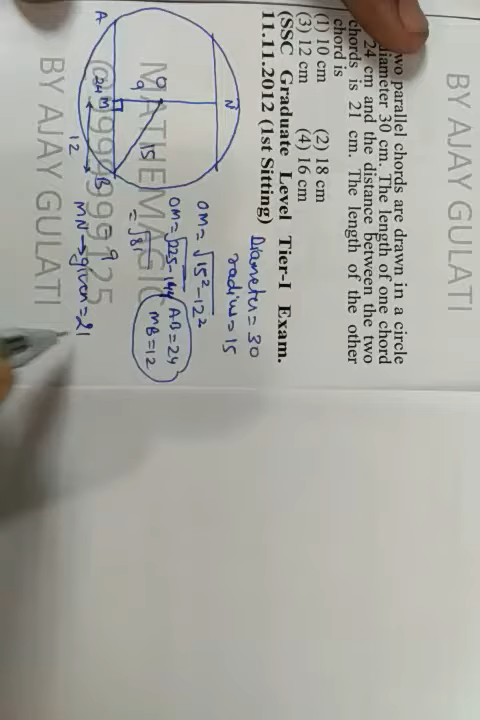 BY AJAY GULATI
wo parallel chords are drawn in a circle
diameter 30 cm. The length of one chord
24 cm and the distance between the two
chords is 21 cm. The length of the other
chord is
(1) 10 cm (2) 18 cm
(3) 12 cm (4) 16 cm
(SSC Graduate Level Tier-I Exam.
11.11.2012 (1st Sitting)
Diameter = 30
radius = 15
N
O
9
15
A
24
M
B
12
OM = √15²-12²
OM = √225-144
= √81
= 9
AB = 24
MB = 12
MN → given = 21
BY AJAY GULATI